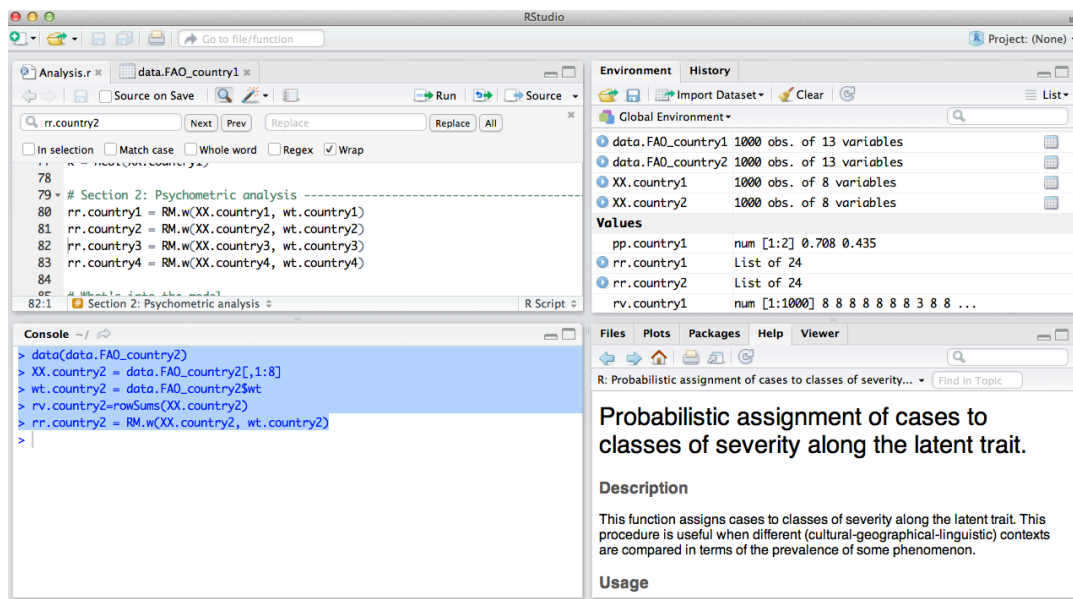 RStudio
Go to file/function
Project: (None)
Analysis.r
data.FAO_country1
Source on Save
Run
Source
rr.country2
Next
Prev
Replace
Replace
All
In selection
Match case
Whole word
Regex
Wrap
78
79 # Section 2: Psychometric analysis ------------------------------------
80 rr.country1 = RM.w(XX.country1, wt.country1)
81 rr.country2 = RM.w(XX.country2, wt.country2)
82 rr.country3 = RM.w(XX.country3, wt.country3)
83 rr.country4 = RM.w(XX.country4, wt.country4)
84
82:1 Section 2: Psychometric analysis
R Script
Console ~/
> data(data.FAO_country2)
> XX.country2 = data.FAO_country2[,1:8]
> wt.country2 = data.FAO_country2$wt
> rv.country2=rowSums(XX.country2)
> rr.country2 = RM.w(XX.country2, wt.country2)
>
Environment History
Import Dataset
Clear
List
Global Environment
data.FAO_country1 1000 obs. of 13 variables
data.FAO_country2 1000 obs. of 13 variables
XX.country1 1000 obs. of 8 variables
XX.country2 1000 obs. of 8 variables
Values
pp.country1 num [1:2] 0.708 0.435
rr.country1 List of 24
rr.country2 List of 24
rv.country1 num [1:1000] 8 8 8 8 8 8 8 3 8 8 ...
Files Plots Packages Help Viewer
R: Probabilistic assignment of cases to classes of severity...
Find in Topic
Probabilistic assignment of cases to
classes of severity along the latent trait.
Description
This function assigns cases to classes of severity along the latent trait. This
procedure is useful when different (cultural-geographical-linguistic) contexts
are compared in terms of the prevalence of some phenomenon.
Usage